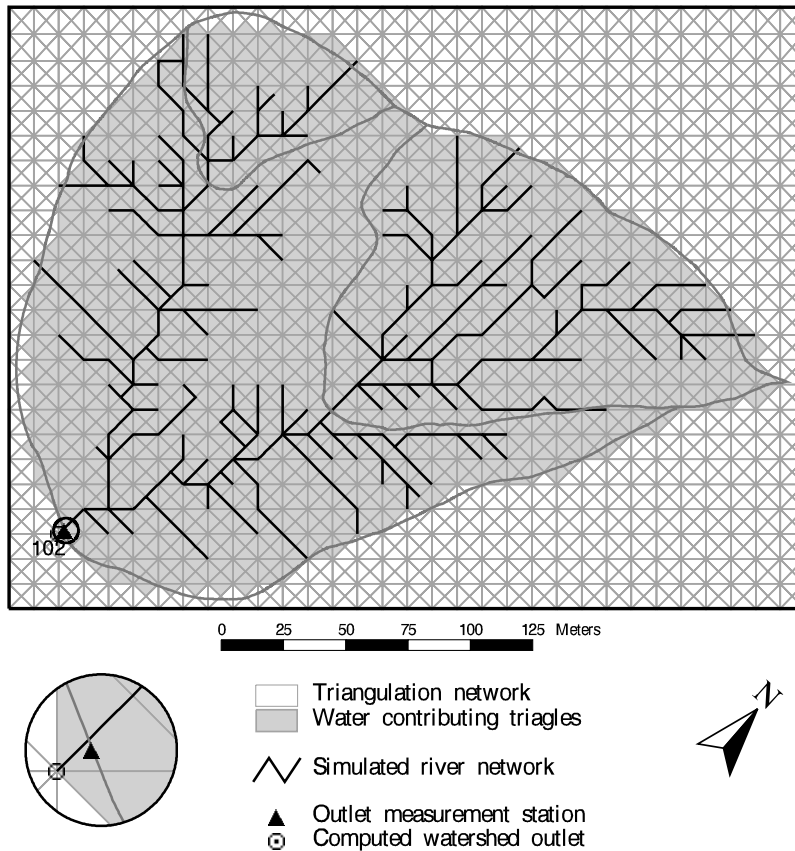 102
0 25 50 75 100 125 Meters
N
Triangulation network
Water contributing triagles
Simulated river network
Outlet measurement station
Computed watershed outlet